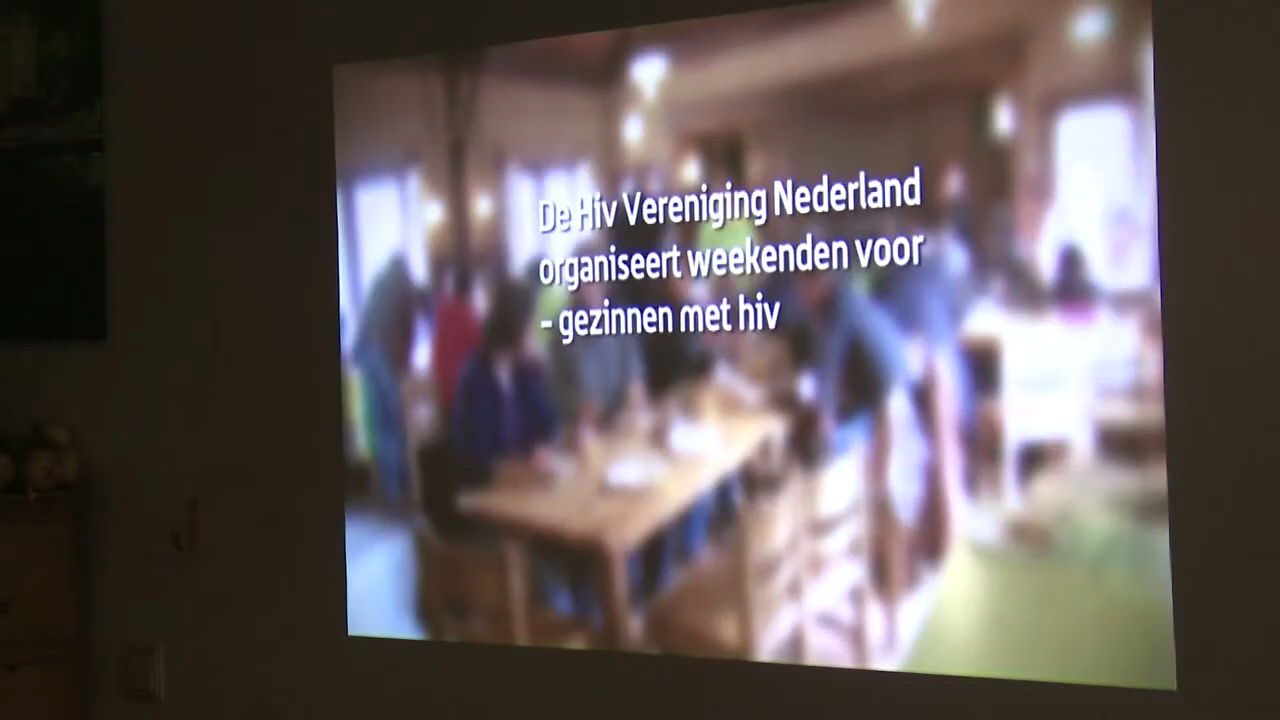 De Hiv Vereniging Nederland
organiseert weekenden voor
- gezinnen met hiv